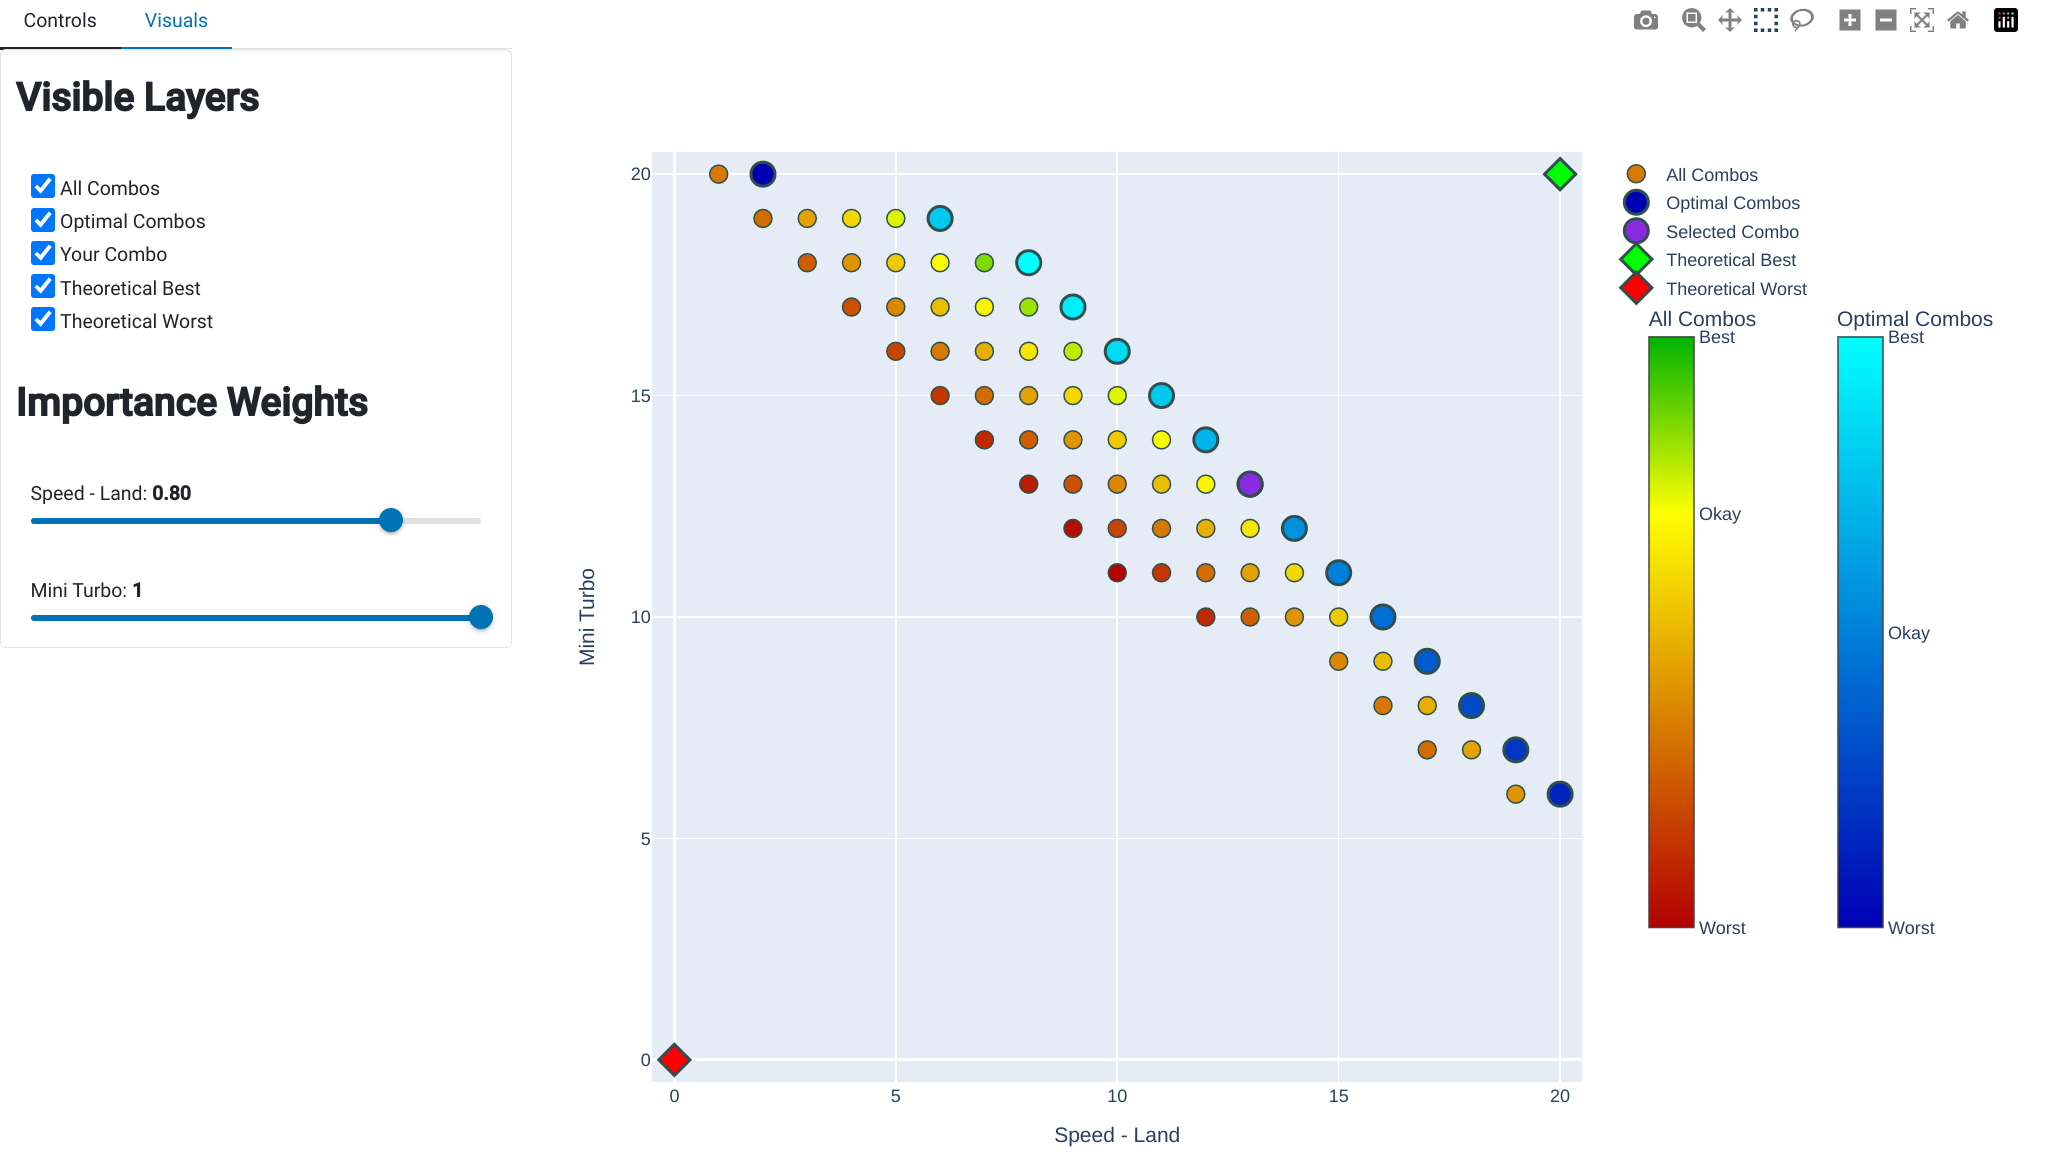 Controls Visuals
Visible Layers
All Combos
Optimal Combos
Your Combo
Theoretical Best
Theoretical Worst
Importance Weights
Speed - Land: 0.80
Mini Turbo: 1
20
15
10
5
0
Mini Turbo
0 5 10 15 20
Speed - Land
All Combos
Optimal Combos
Selected Combo
Theoretical Best
Theoretical Worst
All Combos
Best
Okay
Worst
Optimal Combos
Best
Okay
Worst